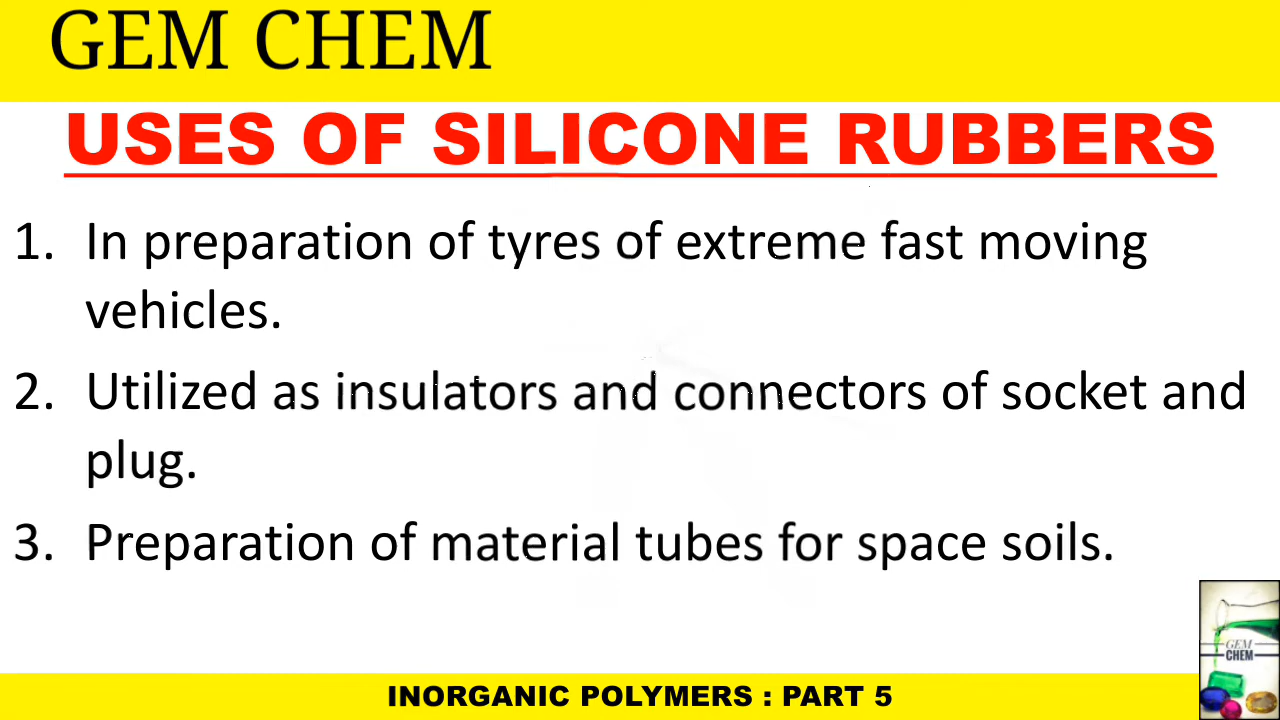 GEM CHEM
USES OF SILICONE RUBBERS
1. In preparation of tyres of extreme fast moving
vehicles.
2. Utilized as insulators and connectors of socket and
plug.
3. Preparation of material tubes for space soils.
GEM
CHEM
INORGANIC POLYMERS : PART 5